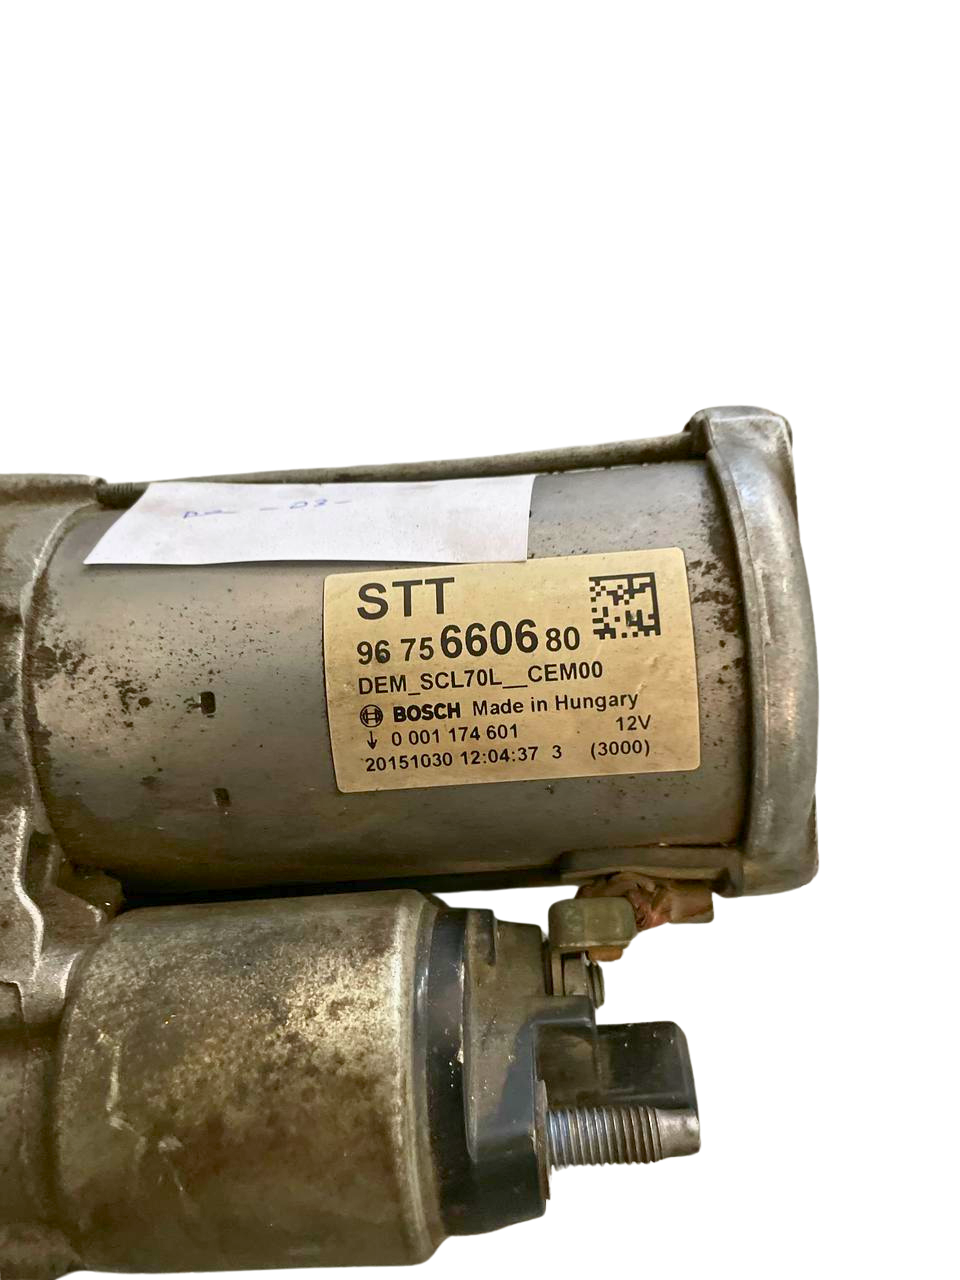 STT
96 75 6606 80
DEM_SCL70L__CEM00
BOSCH Made in Hungary
↓ 0 001 174 601 12V
20151030 12:04:37 3 (3000)